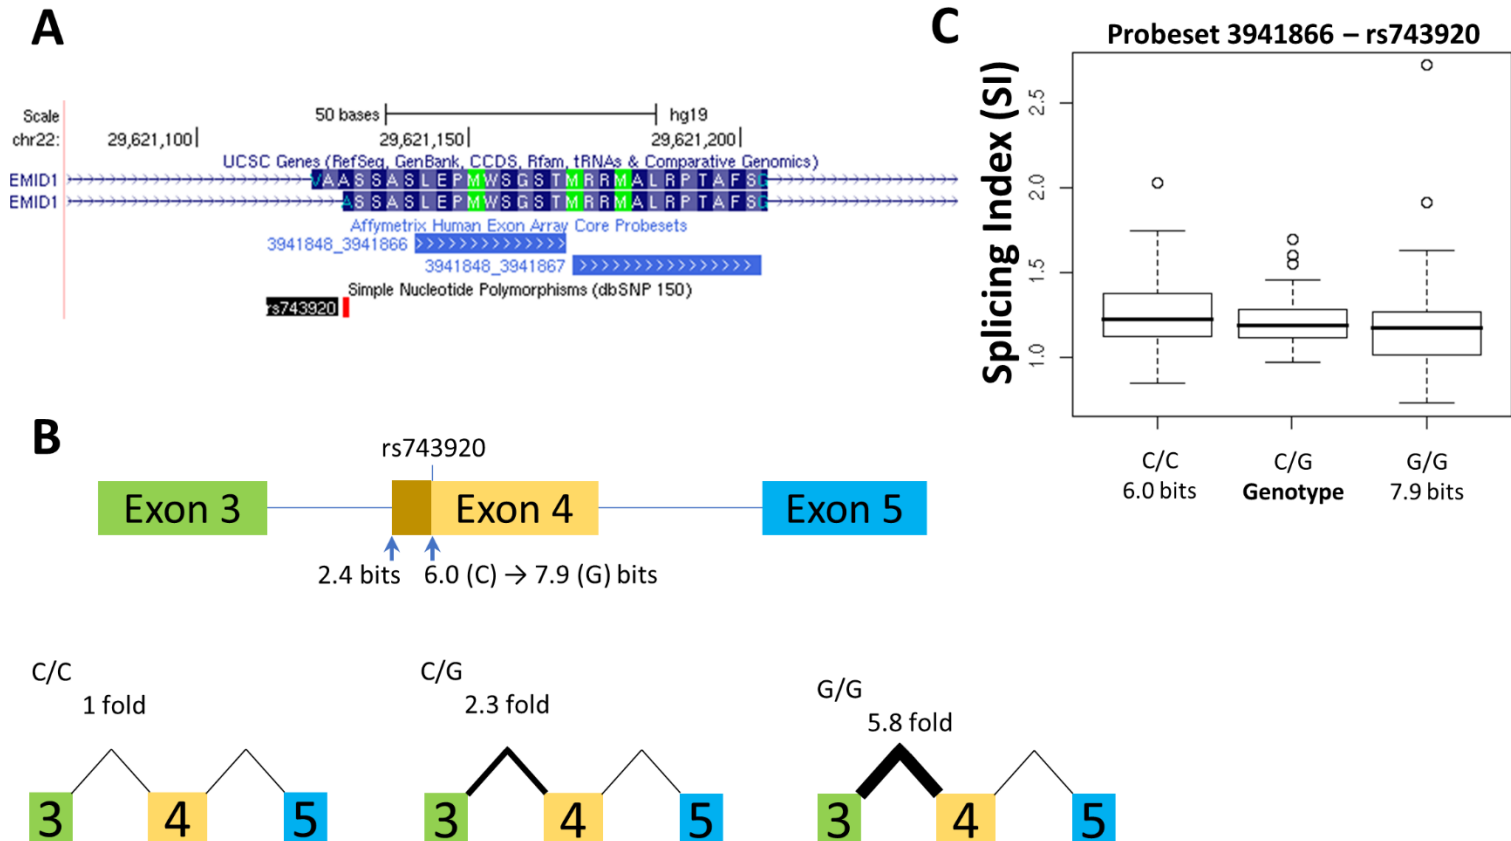 A
Scale
50 bases
hg19
chr22:
29,621,100
29,621,150
29,621,200
UCSC Genes (RefSeq, GenBank, CCDS, Rfam, tRNAs & Comparative Genomics)
EMID1
VAASSASLEPMWSGSTMRRMALRPTAFSG
EMID1
ASSASLEPMWSGSTMRRMALRPTAFSG
Affymetrix Human Exon Array Core Probesets
3941848_3941866
3941848_3941867
Simple Nucleotide Polymorphisms (dbSNP 150)
rs743920
B
rs743920
Exon 3
Exon 4
Exon 5
2.4 bits
6.0 (C) → 7.9 (G) bits
C/C
1 fold
3
4
5
C/G
2.3 fold
3
4
5
G/G
5.8 fold
3
4
5
C
Probeset 3941866 – rs743920
Splicing Index (SI)
2.5
2.0
1.5
1.0
C/C
C/G
G/G
6.0 bits
Genotype
7.9 bits